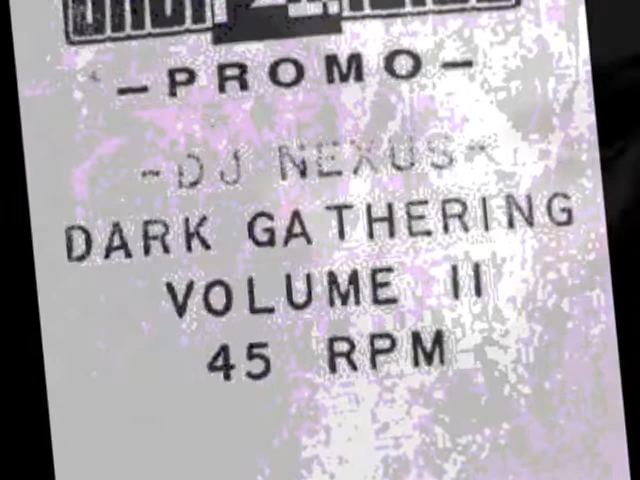 -PROMO-
-DJ NEXUS-
DARK GATHERING
VOLUME II
45 RPM